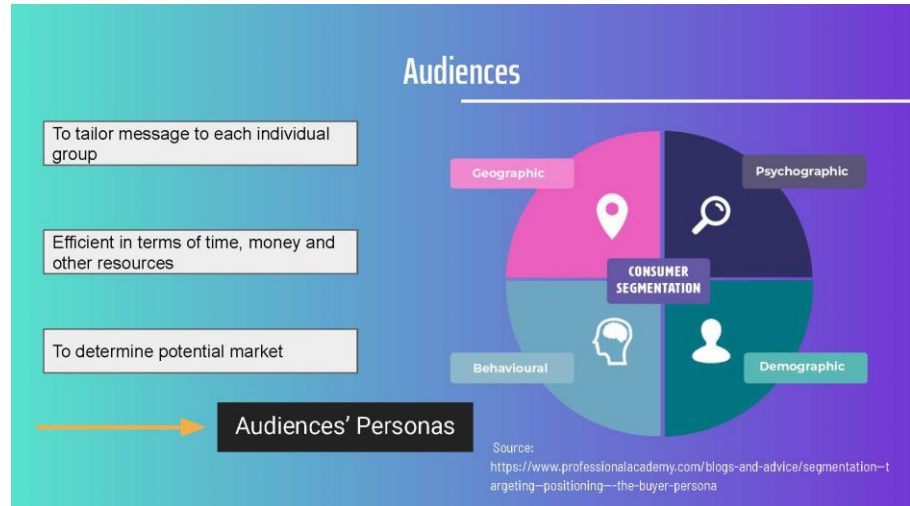 Audiences
To tailor message to each individual
group
Efficient in terms of time, money and
other resources
To determine potential market
Audiences' Personas
Geographic
Psychographic
CONSUMER
SEGMENTATION
Behavioural
Demographic
Source:
https://www.professionalacademy.com/blogs-and-advice/segmentation—t
argeting—positioning—-the-buyer-persona